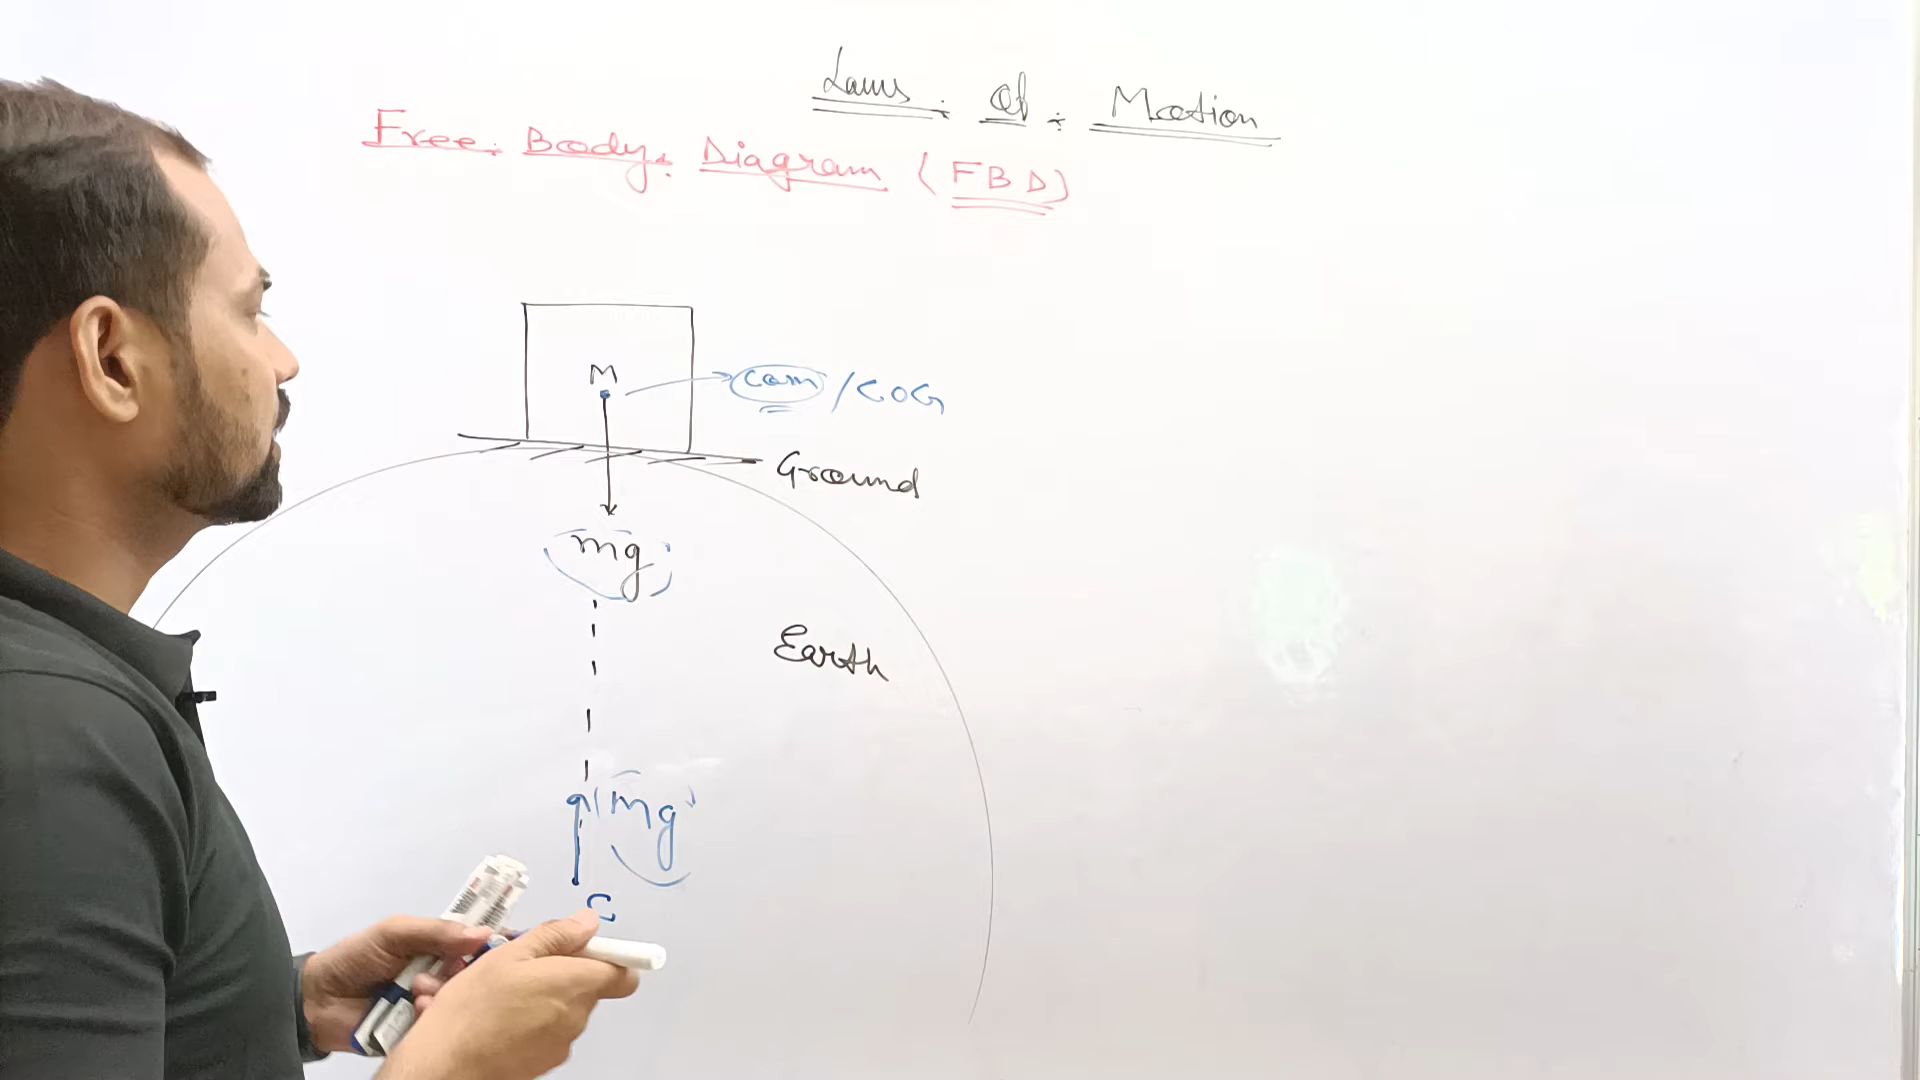 Laws of Motion
Free Body Diagram (FBD)
M
com / COG
Ground
mg
Earth
mg
C